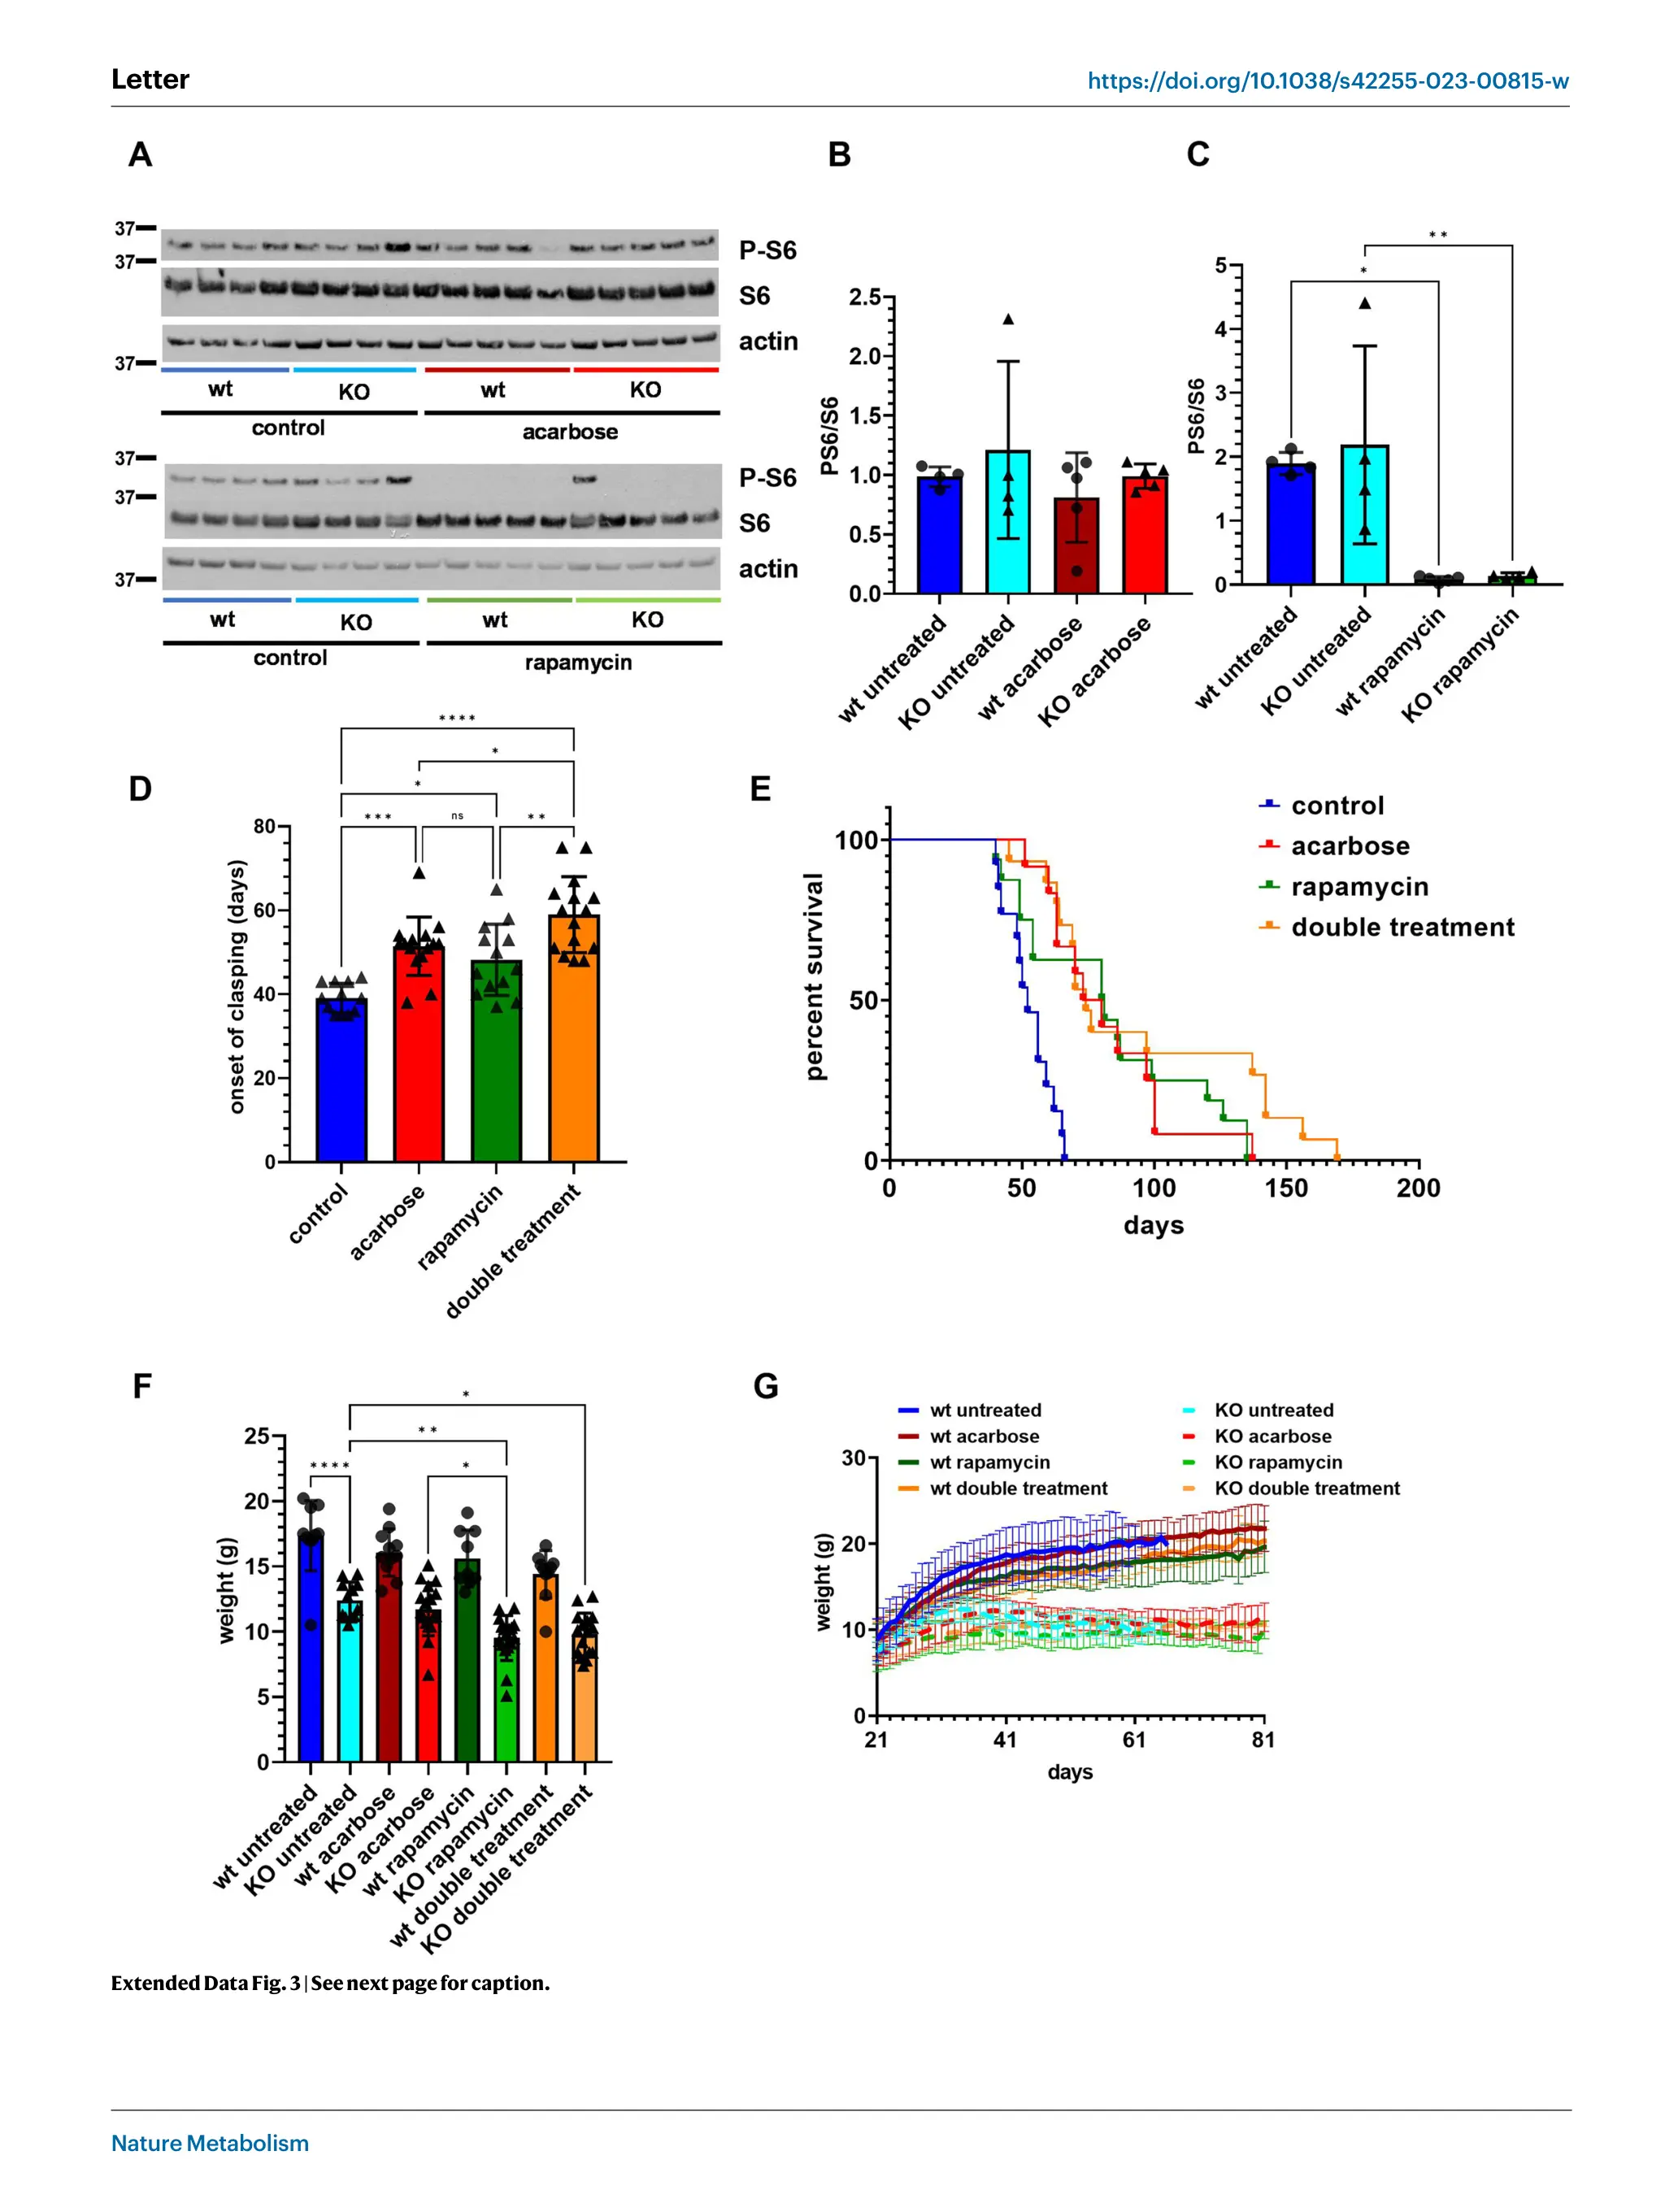 Letter
https://doi.org/10.1038/s42255-023-00815-w
A
37
37
P-S6
S6
actin
37
wt
KO
wt
KO
control
acarbose
37
P-S6
37
S6
actin
37
wt
KO
wt
KO
control
rapamycin
B
2.5
2.0
1.5
1.0
0.5
0.0
PS6/S6
wt untreated
KO untreated
wt acarbose
KO acarbose
C
**
*
5
4
3
2
1
0
PS6/S6
wt untreated
KO untreated
wt rapamycin
KO rapamycin
D
****
*
*
***
ns
**
80
60
40
20
0
onset of clasping (days)
control
acarbose
rapamycin
double treatment
E
control
acarbose
rapamycin
double treatment
100
50
0
percent survival
0
50
100
150
200
days
F
*
**
****
*
25
20
15
10
5
0
weight (g)
wt untreated
KO untreated
wt acarbose
KO acarbose
wt rapamycin
KO rapamycin
wt double treatment
KO double treatment
G
wt untreated
wt acarbose
wt rapamycin
wt double treatment
KO untreated
KO acarbose
KO rapamycin
KO double treatment
30
20
10
0
weight (g)
21
41
61
81
days
Extended Data Fig. 3 | See next page for caption.
Nature Metabolism